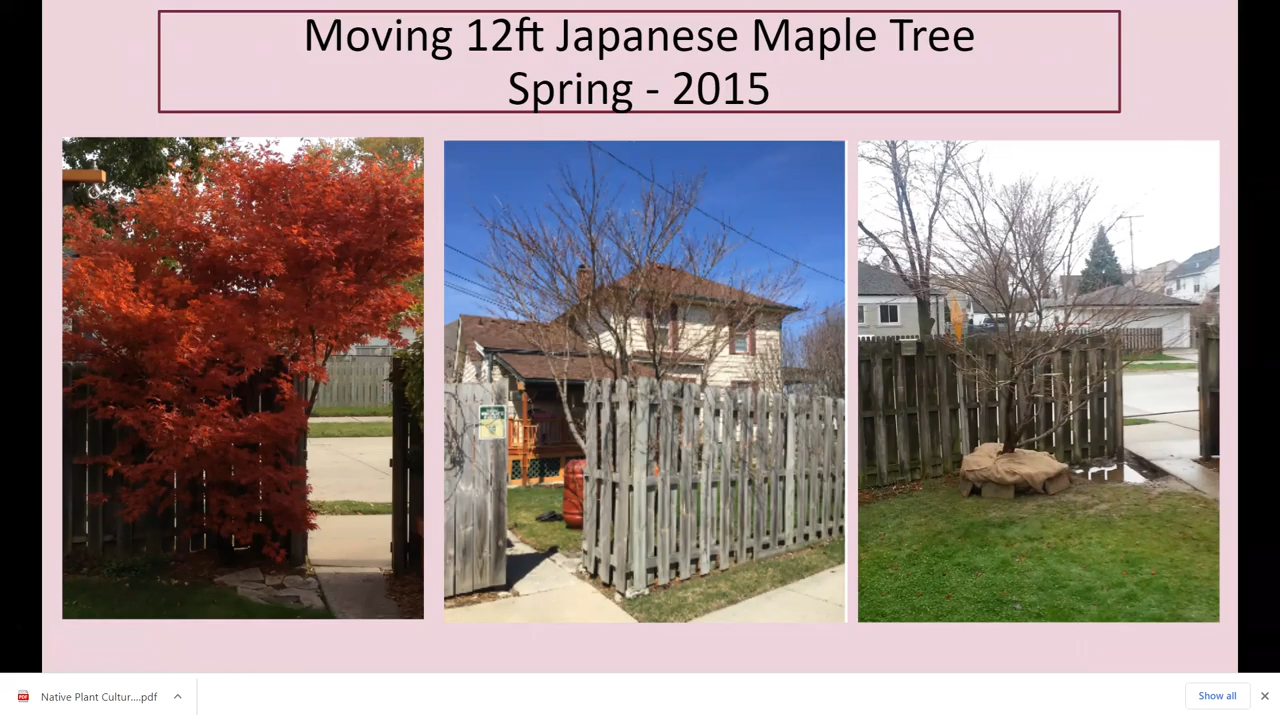 Moving 12ft Japanese Maple Tree
Spring - 2015
Native Plant Cultur....pdf
Show all